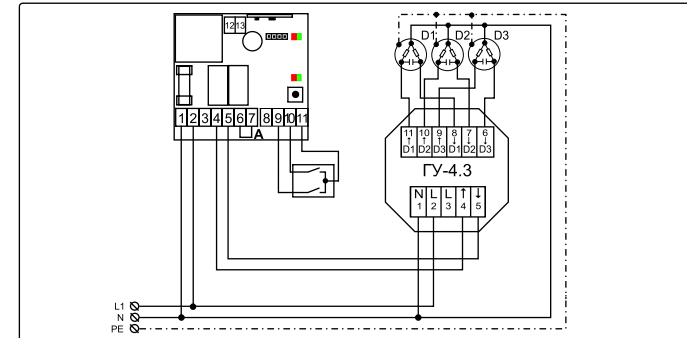 12 13
D1 D2 D3
1 2 3 4 5 6 7 8 9 10 11
A
11 10 9 8 7 6
↑ ↑ ↑ ↓ ↓ ↓
D1 D2 D3 D1 D2 D3
ГУ-4.3
N L L ↑ ↓
1 2 3 4 5
L1
N
PE